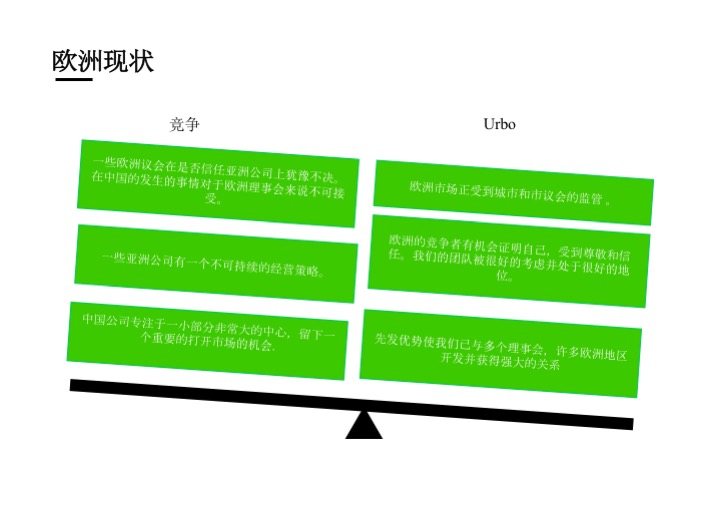 欧洲现状
竞争
Urbo
一些欧洲议会在是否信任亚洲公司上犹豫不决。
在中国的发生的事情对于欧洲理事会来说不可接
受。
一些亚洲公司有一个不可持续的经营策略。
中国公司专注于一小部分非常大的中心，留下一
个重要的打开市场的机会.
欧洲市场正受到城市和市议会的监管 。
欧洲的竞争者有机会证明自己，受到尊敬和信
任。我们的团队被很好的考虑并处于很好的地
位。
先发优势使我们已与多个理事会，许多欧洲地区
开发并获得强大的关系